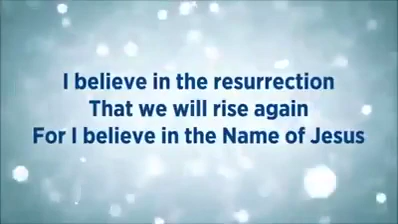 I believe in the resurrection
That we will rise again
For I believe in the Name of Jesus